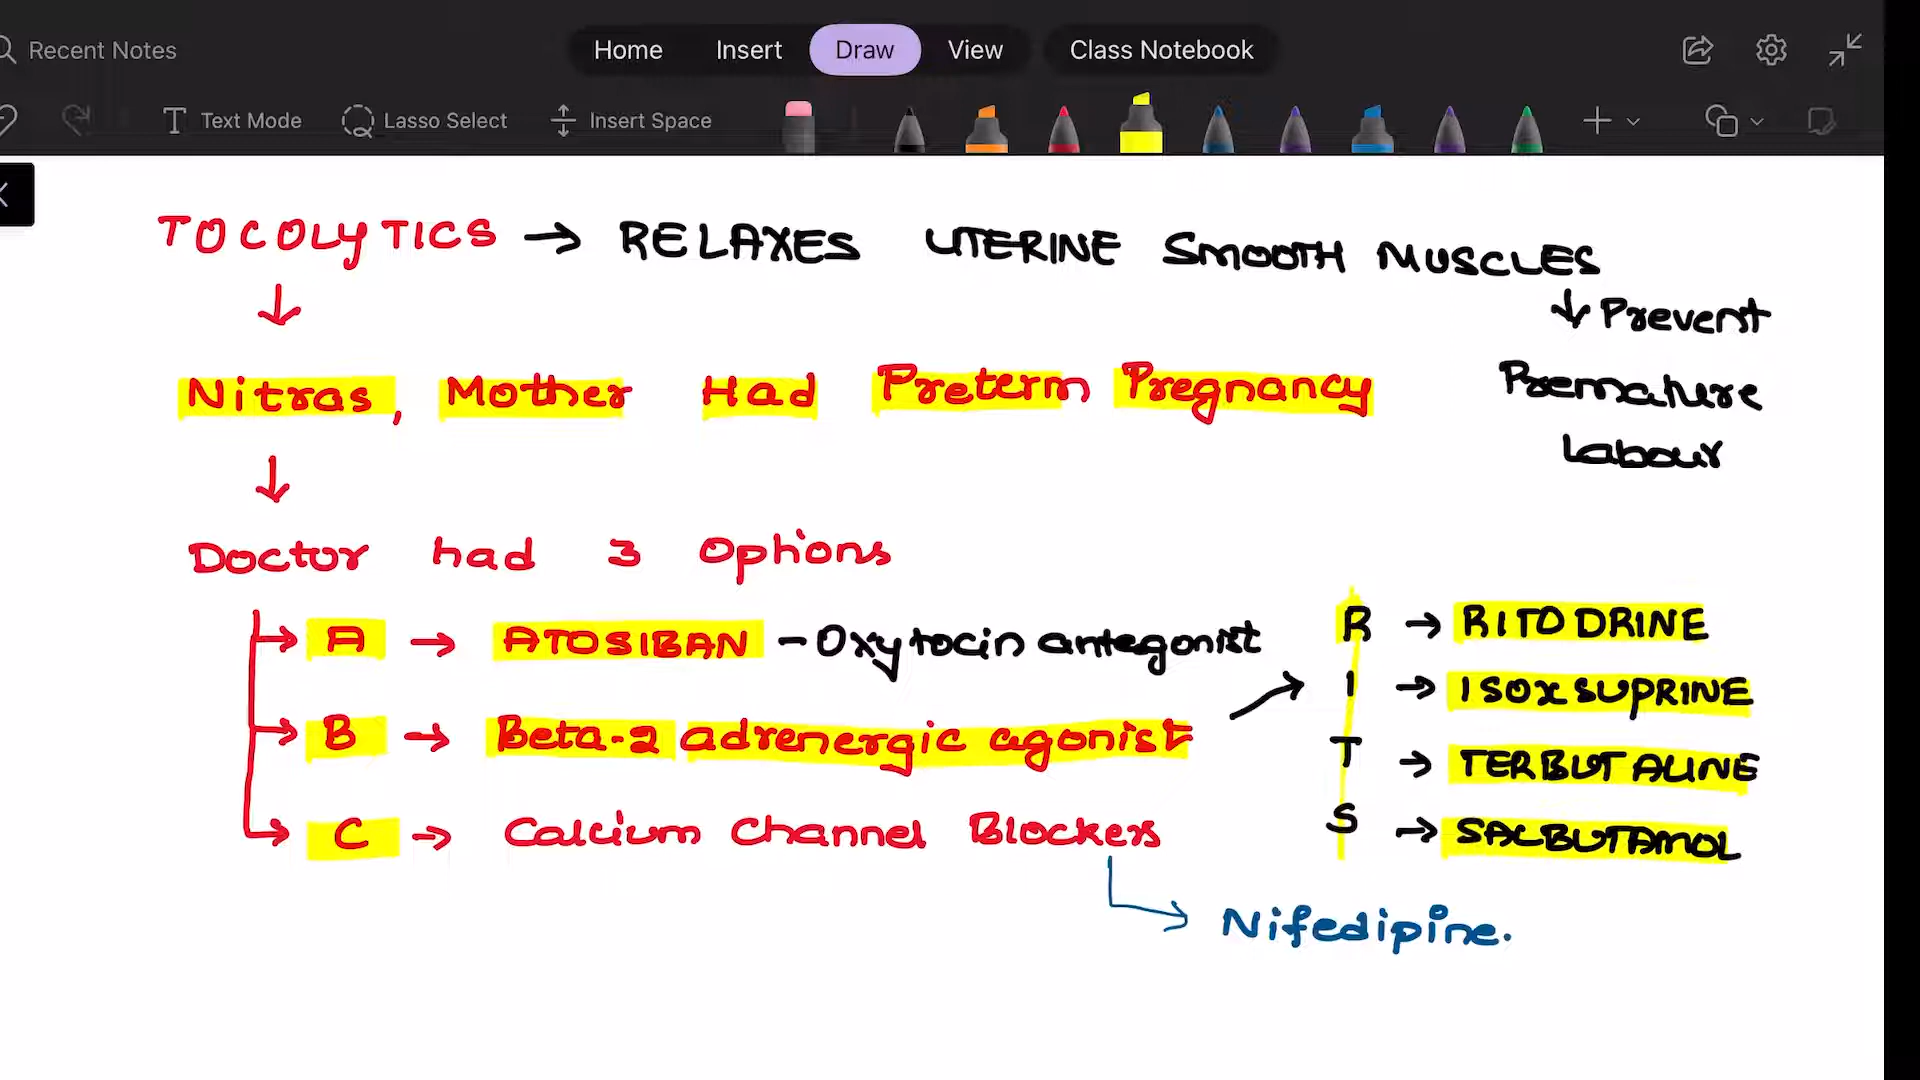 Recent Notes
Home Insert Draw View Class Notebook
Text Mode Lasso Select Insert Space
TOCOLYTICS → RELAXES UTERINE SMOOTH MUSCLES
↓ Prevent
Premature
Labour
↓
Nitras, Mother Had Preterm Pregnancy
↓
Doctor had 3 Options
→ A → ATOSIBAN - Oxytocin antegonist
→ B → Beta-2 adrenergic agonist →
→ C → Calcium Channel Blockers
→ Nifedipine.
R → RITODRINE
I → ISOXSUPRINE
T → TERBUTALINE
S → SALBUTAMOL